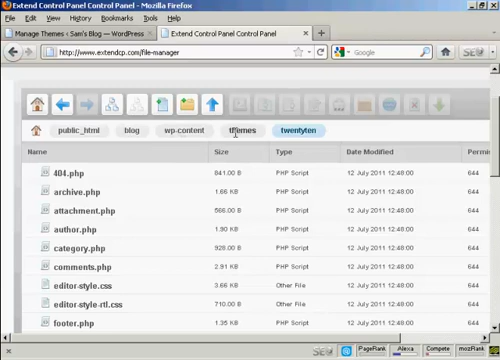 Extend Control Panel Control Panel - Mozilla Firefox
File Edit View History Bookmarks Tools Help
Manage Themes ‹ Sam's Blog — WordPress × Extend Control Panel Control Panel × +
http://www.extendcp.com/file-manager Google
public_html blog wp-content themes twentyten
Name Size Type Date Modified Permis
404.php 841.00 B PHP Script 12 July 2011 12:48:00 644
archive.php 1.66 KB PHP Script 12 July 2011 12:48:00 644
attachment.php 566.00 B PHP Script 12 July 2011 12:48:00 644
author.php 1.90 KB PHP Script 12 July 2011 12:48:00 644
category.php 928.00 B PHP Script 12 July 2011 12:48:00 644
comments.php 2.91 KB PHP Script 12 July 2011 12:48:00 644
editor-style.css 3.66 KB Other File 12 July 2011 12:48:00 644
editor-style-rtl.css 710.00 B Other File 12 July 2011 12:48:00 644
footer.php 1.35 KB PHP Script 12 July 2011 12:48:00 644
Done PageRank Alexa Compete mozRank